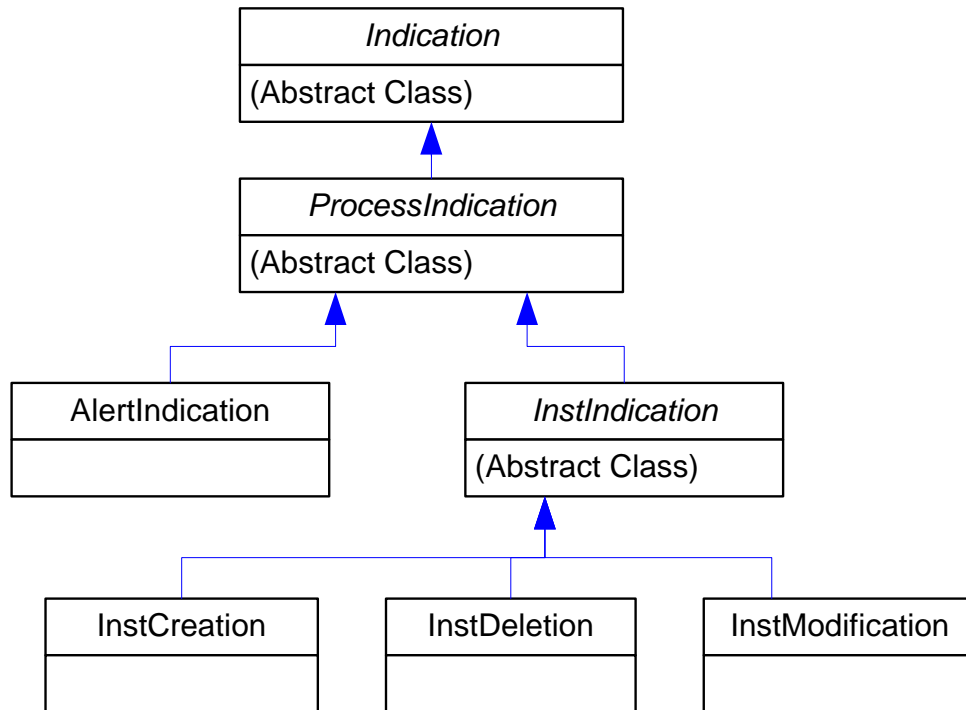 Indication
(Abstract Class)
ProcessIndication
(Abstract Class)
AlertIndication
InstIndication
(Abstract Class)
InstCreation
InstDeletion
InstModification